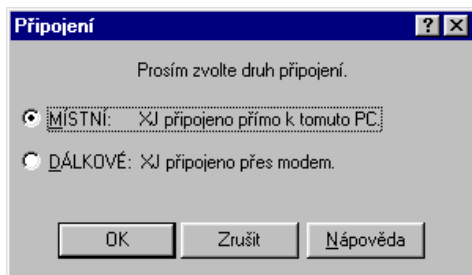 Připojení
Prosím zvolte druh připojení.
MÍSTNÍ: XJ připojeno přímo k tomuto PC.
DÁLKOVÉ: XJ připojeno přes modem.
OK Zrušit Nápověda